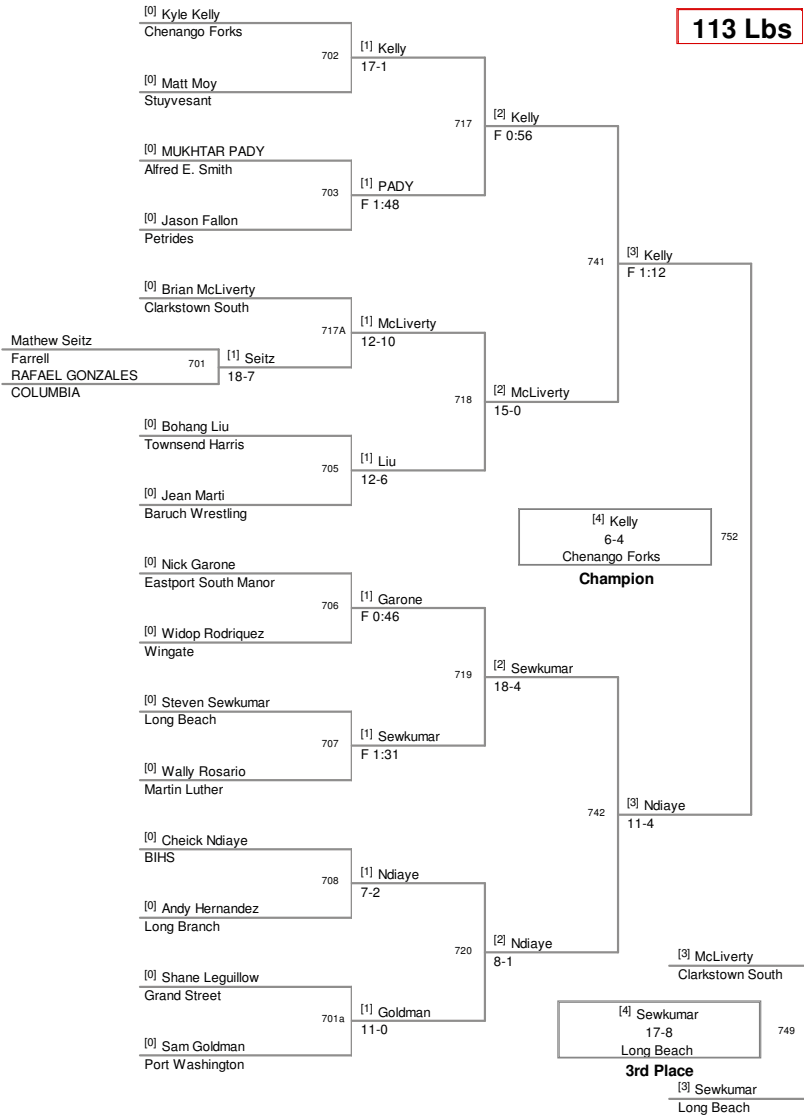 113 Lbs
[0] Kyle Kelly
Chenango Forks
702
[1] Kelly
17-1
[0] Matt Moy
Stuyvesant
717
[2] Kelly
F 0:56
[0] MUKHTAR PADY
Alfred E. Smith
703
[1] PADY
F 1:48
[0] Jason Fallon
Petrides
741
[3] Kelly
F 1:12
[0] Brian McLiverty
Clarkstown South
717A
[1] McLiverty
12-10
Mathew Seitz
Farrell
701
[1] Seitz
18-7
RAFAEL GONZALES
COLUMBIA
718
[2] McLiverty
15-0
[0] Bohang Liu
Townsend Harris
705
[1] Liu
12-6
[0] Jean Marti
Baruch Wrestling
[4] Kelly
6-4
Chenango Forks
752
Champion
[0] Nick Garone
Eastport South Manor
706
[1] Garone
F 0:46
[0] Widop Rodriquez
Wingate
719
[2] Sewkumar
18-4
[0] Steven Sewkumar
Long Beach
707
[1] Sewkumar
F 1:31
[0] Wally Rosario
Martin Luther
742
[3] Ndiaye
11-4
[0] Cheick Ndiaye
BIHS
708
[1] Ndiaye
7-2
[0] Andy Hernandez
Long Branch
720
[2] Ndiaye
8-1
[0] Shane Leguillow
Grand Street
701a
[1] Goldman
11-0
[0] Sam Goldman
Port Washington
[3] McLiverty
Clarkstown South
[4] Sewkumar
17-8
Long Beach
749
3rd Place
[3] Sewkumar
Long Beach